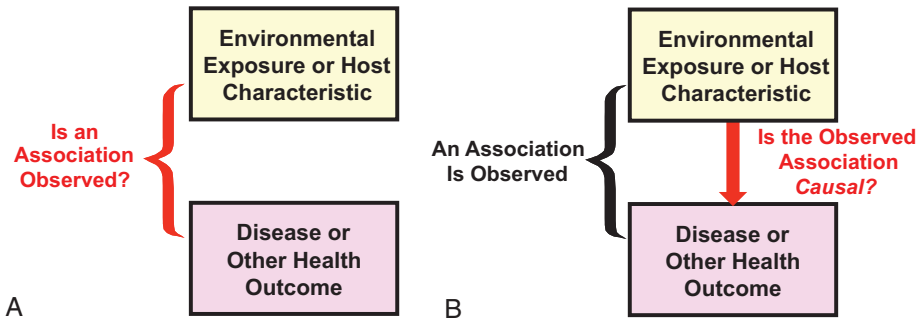 Environmental
Exposure or Host
Characteristic
Is an
Association
Observed?
Disease or
Other Health
Outcome
A
Environmental
Exposure or Host
Characteristic
An Association
Is Observed
Is the Observed
Association
Causal?
Disease or
Other Health
Outcome
B